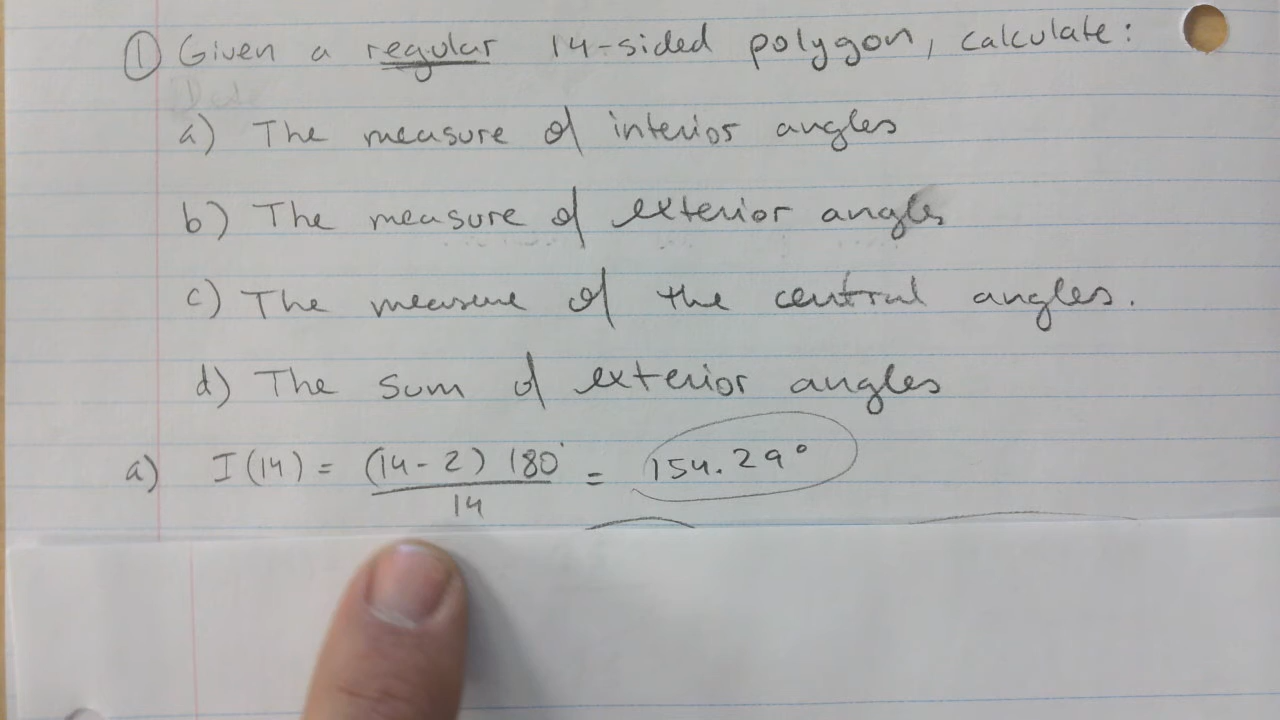 ① Given a regular 14-sided polygon, calculate:
a) The measure of interior angles
b) The measure of exterior angles
c) The measure of the central angles.
d) The sum of exterior angles
a) I(14) = (14-2) 180° / 14 = 154.29°